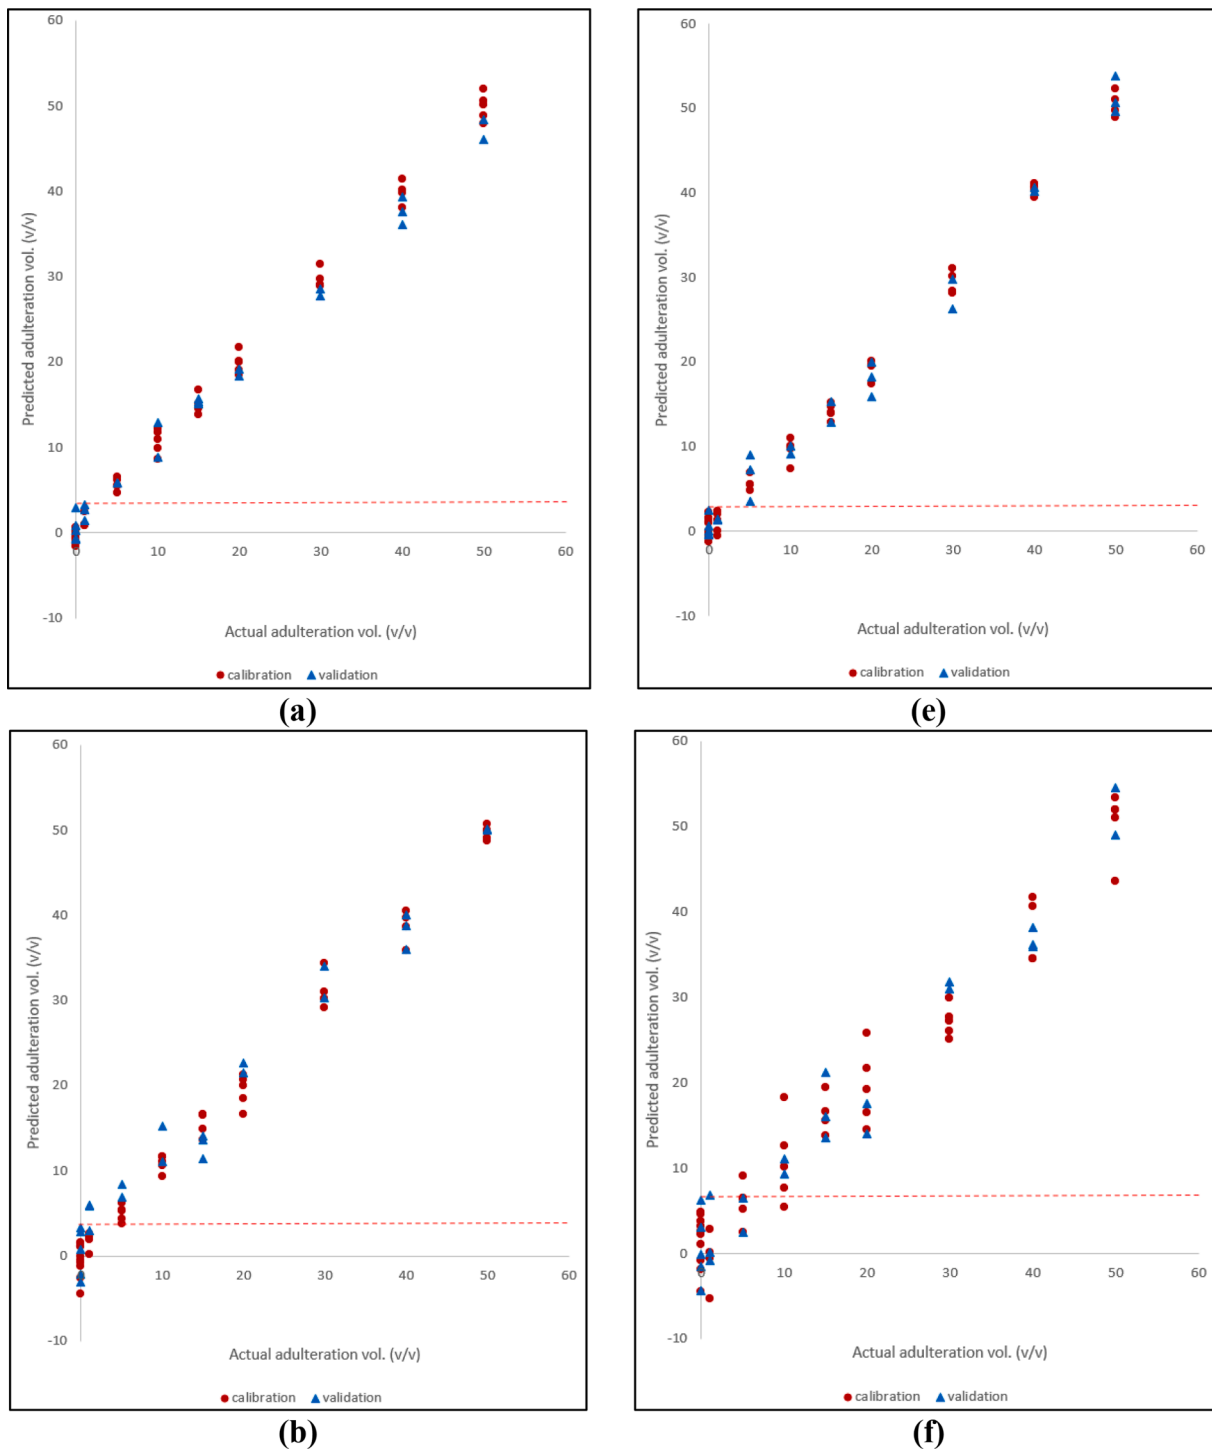 60
50
40
30
20
10
0
-10
Predicted adulteration vol. (v/v)
0 10 20 30 40 50 60
Actual adulteration vol. (v/v)
calibration validation
(a)
60
50
40
30
20
10
0
-10
Predicted adulteration vol. (v/v)
0 10 20 30 40 50 60
Actual adulteration vol. (v/v)
calibration validation
(e)
60
50
40
30
20
10
0
-10
Predicted adulteration vol. (v/v)
0 10 20 30 40 50 60
Actual adulteration vol. (v/v)
calibration validation
(b)
60
50
40
30
20
10
0
-10
Predicted adulteration vol. (v/v)
0 10 20 30 40 50 60
Actual adulteration vol. (v/v)
calibration validation
(f)